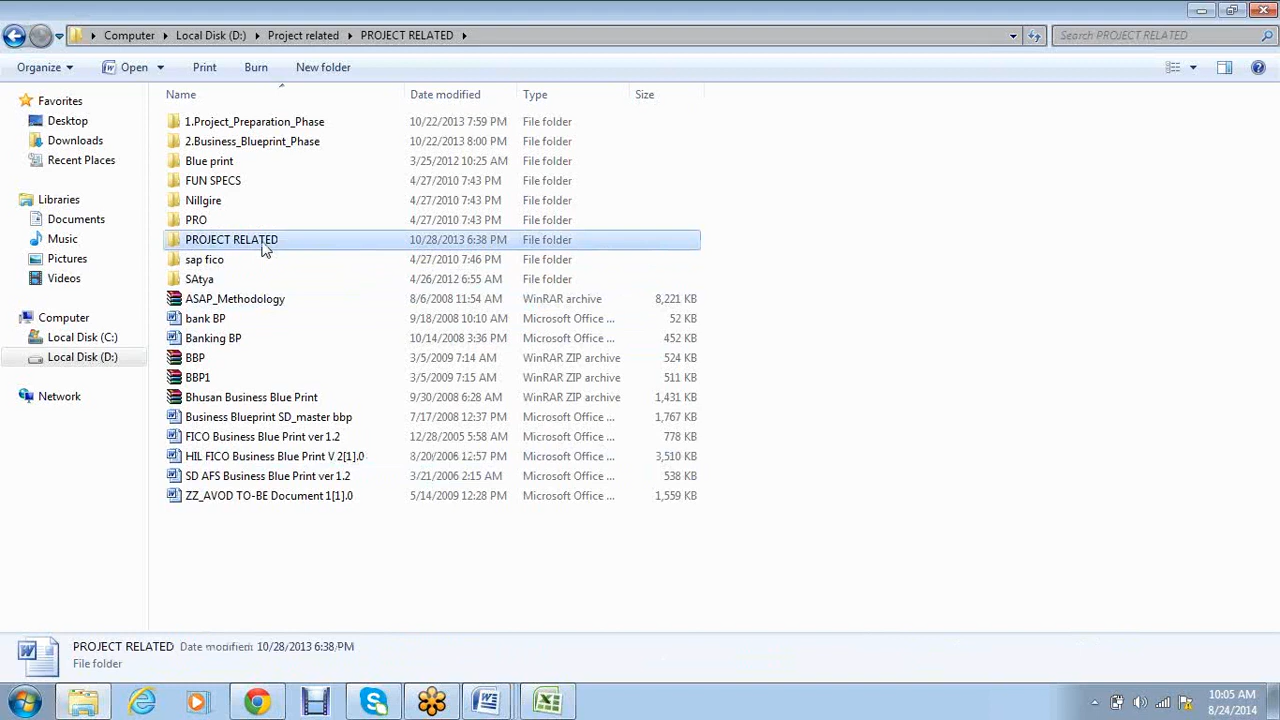 Computer Local Disk (D:) Project related PROJECT RELATED
Search PROJECT RELATED
Organize Open Print Burn New folder
Name Date modified Type Size
Favorites
Desktop
Downloads
Recent Places
Libraries
Documents
Music
Pictures
Videos
Computer
Local Disk (C:)
Local Disk (D:)
Network
1.Project_Preparation_Phase 10/22/2013 7:59 PM File folder
2.Business_Blueprint_Phase 10/22/2013 8:00 PM File folder
Blue print 3/25/2012 10:25 AM File folder
FUN SPECS 4/27/2010 7:43 PM File folder
Nillgire 4/27/2010 7:43 PM File folder
PRO 4/27/2010 7:43 PM File folder
PROJECT RELATED 10/28/2013 6:38 PM File folder
sap fico 4/27/2010 7:46 PM File folder
SAtya 4/26/2012 6:55 AM File folder
ASAP_Methodology 8/6/2008 11:54 AM WinRAR archive 8,221 KB
bank BP 9/18/2008 10:10 AM Microsoft Office ... 52 KB
Banking BP 10/14/2008 3:36 PM Microsoft Office ... 452 KB
BBP 3/5/2009 7:14 AM WinRAR ZIP archive 524 KB
BBP1 3/5/2009 7:15 AM WinRAR ZIP archive 511 KB
Bhusan Business Blue Print 9/30/2008 6:28 AM WinRAR ZIP archive 1,431 KB
Business Blueprint SD_master bbp 7/17/2008 12:37 PM Microsoft Office ... 1,767 KB
FICO Business Blue Print ver 1.2 12/28/2005 5:58 AM Microsoft Office ... 778 KB
HIL FICO Business Blue Print V 2[1].0 8/20/2006 12:57 PM Microsoft Office ... 3,510 KB
SD AFS Business Blue Print ver 1.2 3/21/2006 2:15 AM Microsoft Office ... 538 KB
ZZ_AVOD TO-BE Document 1[1].0 5/14/2009 12:28 PM Microsoft Office ... 1,559 KB
PROJECT RELATED Date modified: 10/28/2013 6:38 PM
File folder
10:05 AM
8/24/2014